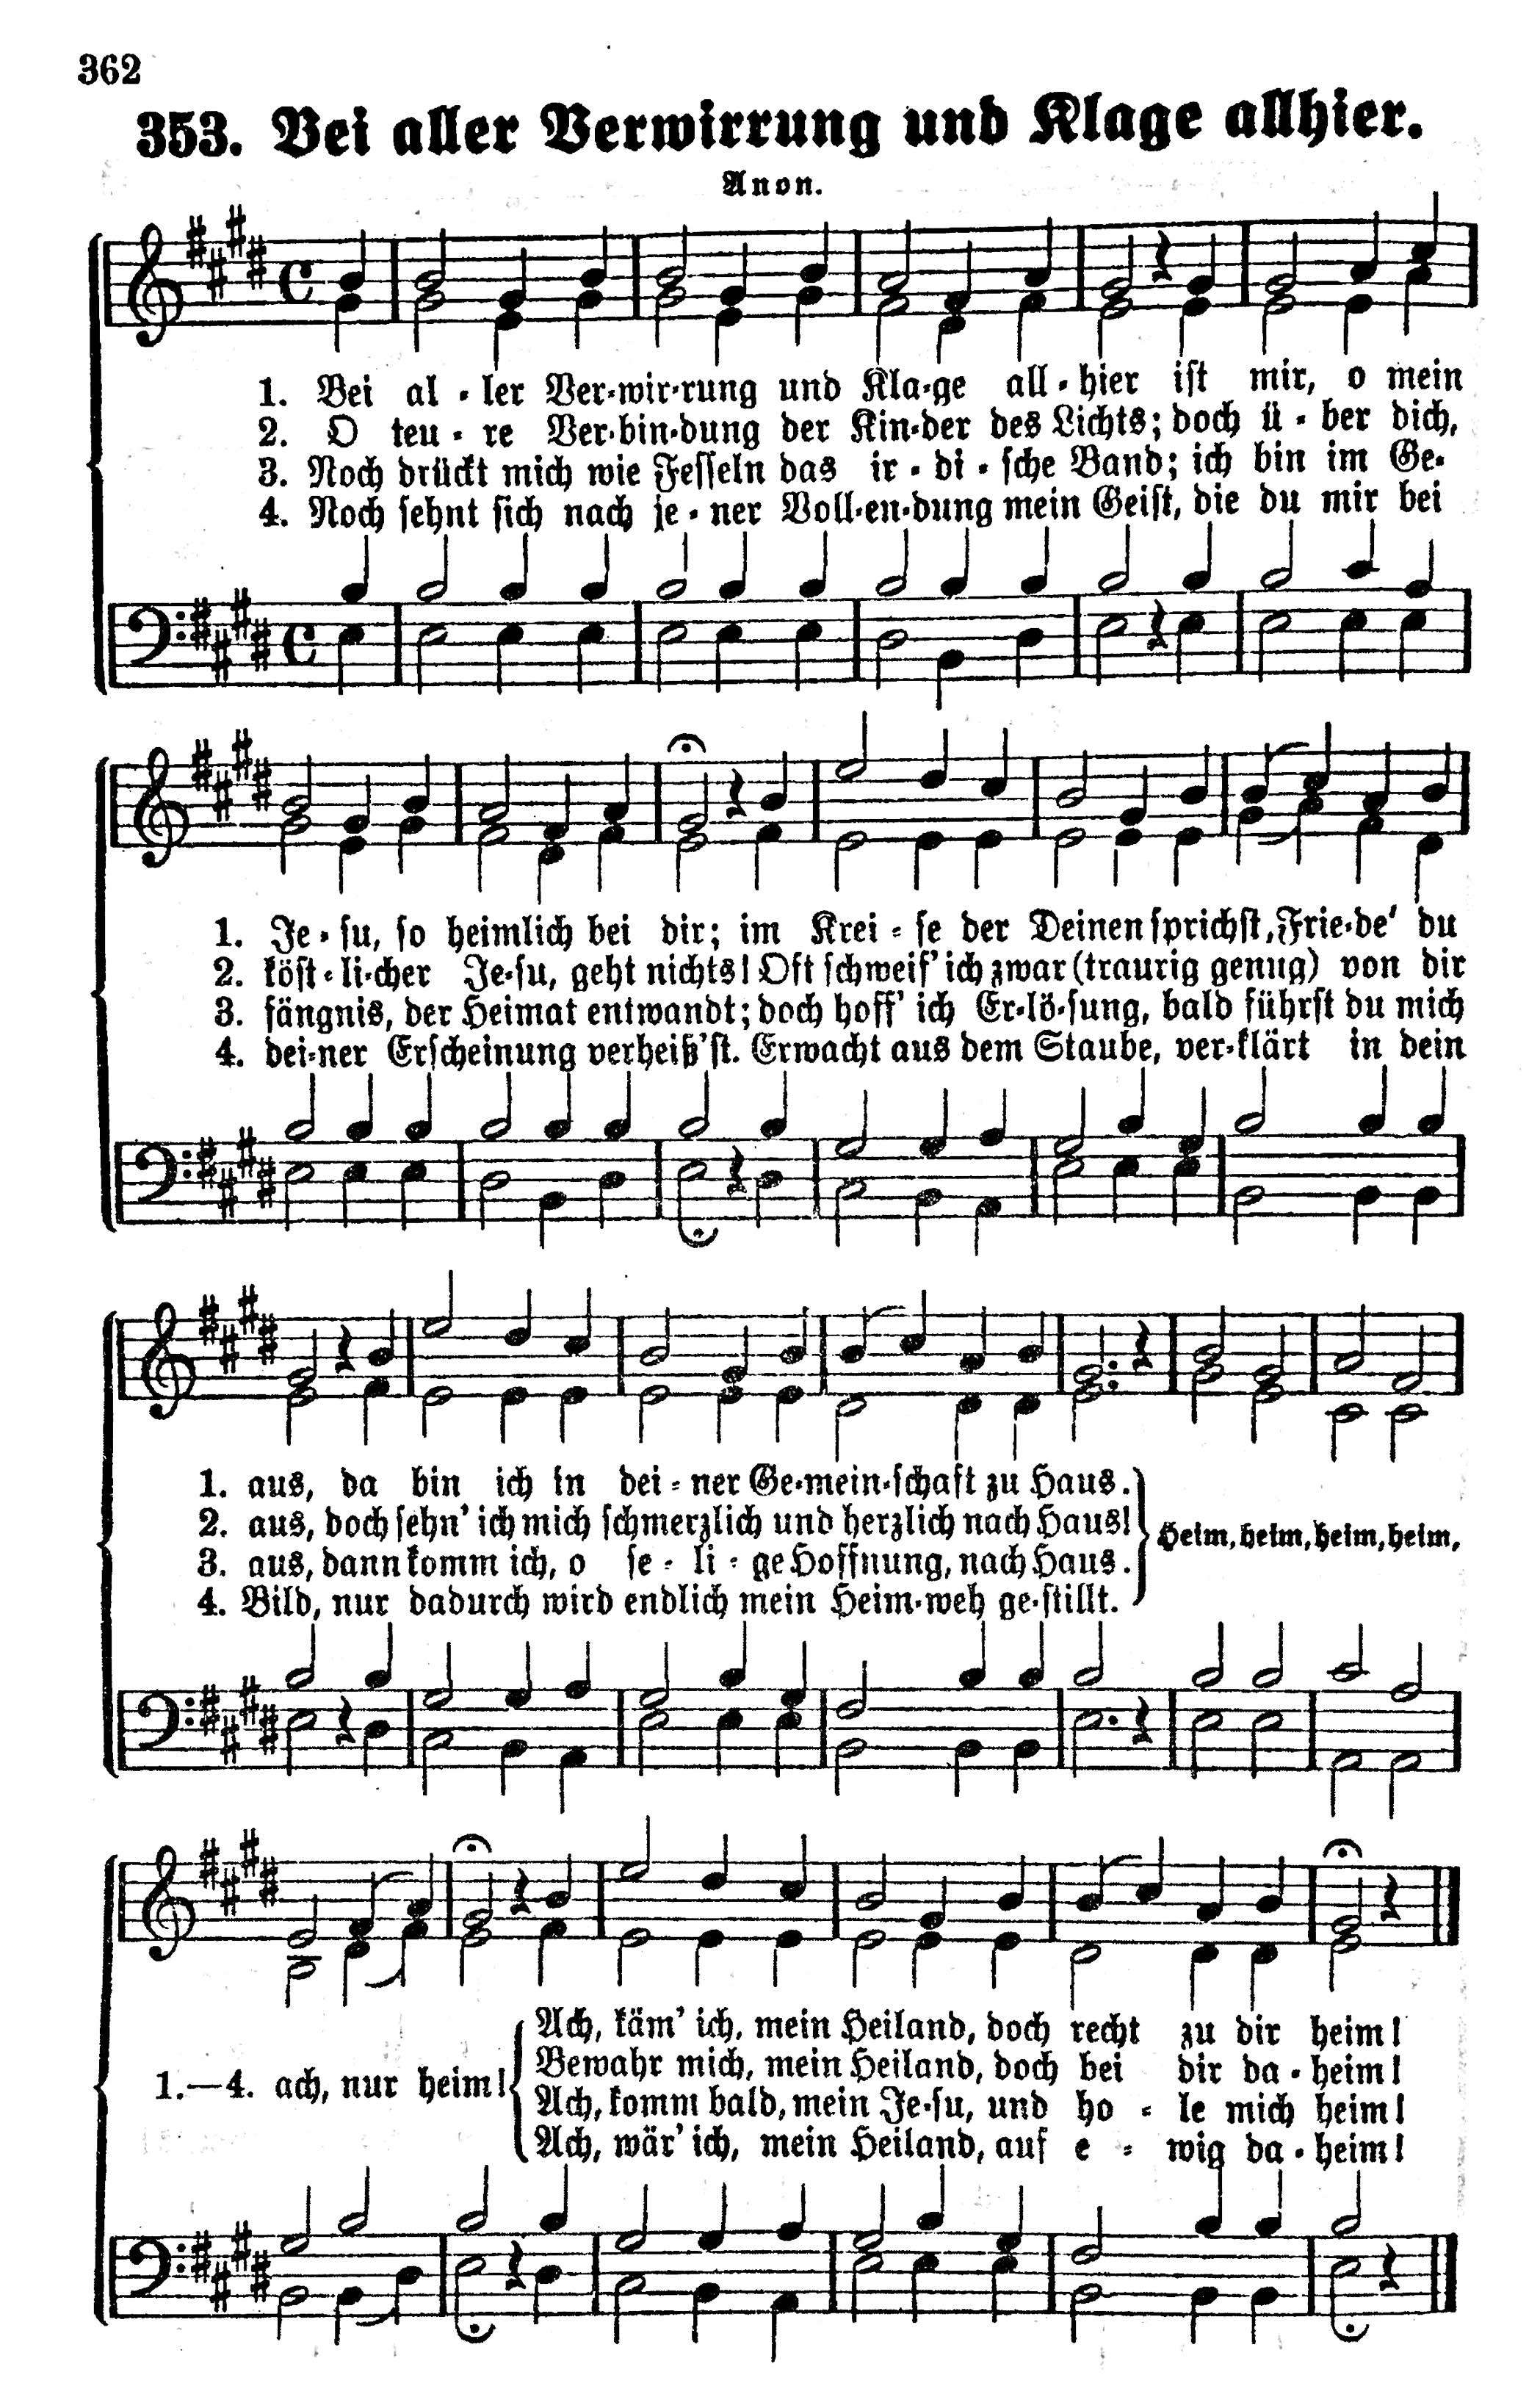 362
353. Bei aller Verwirrung und Klage allhier.
Anon.
1. Bei al-ler Ver-wir-rung und Kla-ge all-hier ist mir, o mein
2. O teu-re Ver-bin-dung der Kin-der des Lichts; doch ü-ber dich,
3. Noch drückt mich wie Fesseln das ir-di-sche Band; ich bin im Ge-
4. Noch sehnt sich nach je-ner Voll-en-dung mein Geist, die du mir bei
1. Je-su, so heimlich bei dir; im Krei-se der Deinen sprichst, Frie-de' du
2. köst-li-cher Je-su, geht nichts! Oft schweif' ich zwar (traurig genug) von dir
3. fängnis, der Heimat entwandt; doch hoff' ich Er-lö-sung, bald führst du mich
4. dei-ner Erscheinung verheiß'st. Erwacht aus dem Staube, ver-klärt in dein
1. aus, da bin ich in dei-ner Ge-mein-schaft zu Haus.
2. aus, doch sehn' ich mich schmerzlich und herzlich nach Haus!
3. aus, dann komm ich, o se-li-ge Hoffnung, nach Haus.
4. Bild, nur dadurch wird endlich mein Heim-weh ge-stillt.
Heim, heim, heim, heim,
1.—4. ach, nur heim!
Ach, käm' ich, mein Heiland, doch recht zu dir heim!
Bewahr mich, mein Heiland, doch bei dir da-heim!
Ach, komm bald, mein Je-su, und ho-le mich heim!
Ach, wär' ich, mein Heiland, auf e-wig da-heim!